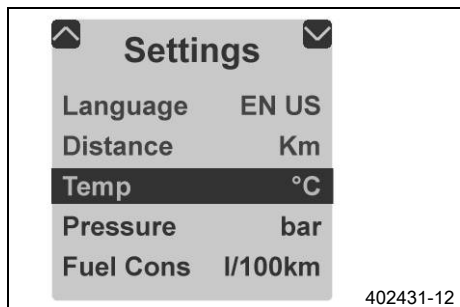 Settings
Language EN US
Distance Km
Temp °C
Pressure bar
Fuel Cons l/100km
402431-12